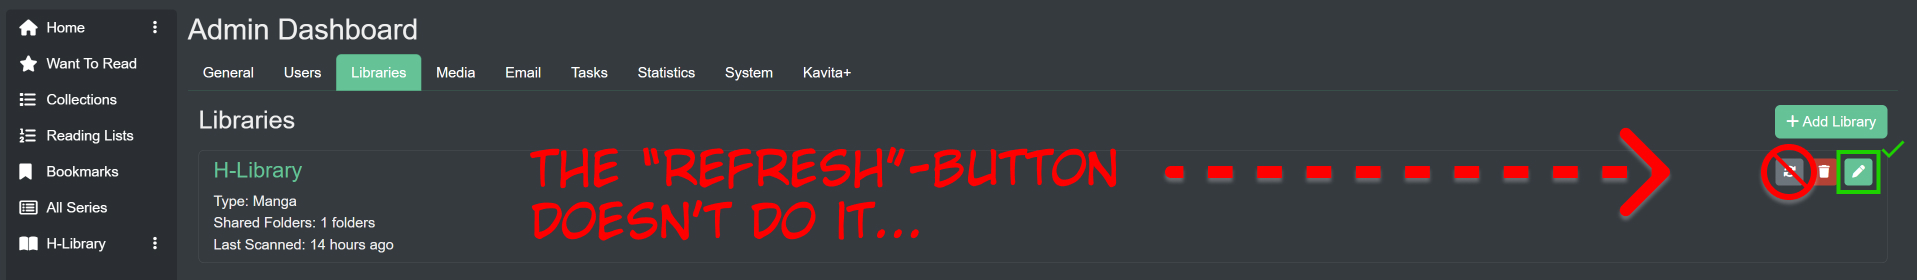 Home
Want To Read
Collections
Reading Lists
Bookmarks
All Series
H-Library
Admin Dashboard
General Users Libraries Media Email Tasks Statistics System Kavita+
Libraries
+ Add Library
H-Library
Type: Manga
Shared Folders: 1 folders
Last Scanned: 14 hours ago
THE "REFRESH"-BUTTON
DOESN'T DO IT...